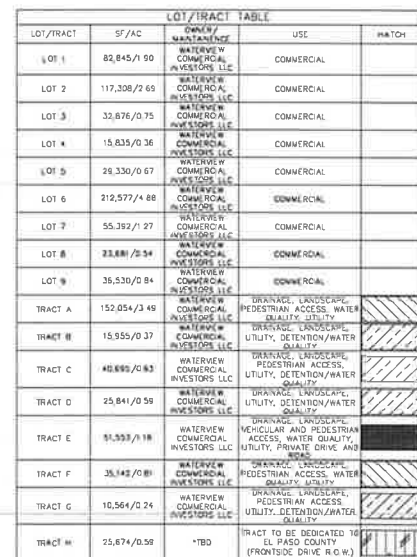 LOT/TRACT TABLE
LOT/TRACT SF/AC OWNER/ MAINTAINENCE USE HATCH
LOT 1 82,845/1.90 WATERVIEW COMMERCIAL INVESTORS LLC COMMERCIAL
LOT 2 117,308/2.69 WATERVIEW COMMERCIAL INVESTORS LLC COMMERCIAL
LOT 3 32,676/0.75 WATERVIEW COMMERCIAL INVESTORS LLC COMMERCIAL
LOT 4 15,835/0.36 WATERVIEW COMMERCIAL INVESTORS LLC COMMERCIAL
LOT 5 29,330/0.67 WATERVIEW COMMERCIAL INVESTORS LLC COMMERCIAL
LOT 6 212,577/4.88 WATERVIEW COMMERCIAL INVESTORS LLC COMMERCIAL
LOT 7 55,392/1.27 WATERVIEW COMMERCIAL INVESTORS LLC COMMERCIAL
LOT 8 WATERVIEW COMMERCIAL INVESTORS LLC COMMERCIAL
LOT 9 36,530/0.84 WATERVIEW COMMERCIAL INVESTORS LLC COMMERCIAL
TRACT A 152,054/3.49 WATERVIEW COMMERCIAL INVESTORS LLC DRAINAGE, LANDSCAPE, PEDESTRIAN ACCESS, WATER QUALITY, UTILITY
TRACT B 15,955/0.37 WATERVIEW COMMERCIAL INVESTORS LLC DRAINAGE, LANDSCAPE, UTILITY, DETENTION/WATER QUALITY
TRACT C WATERVIEW COMMERCIAL INVESTORS LLC DRAINAGE, LANDSCAPE, PEDESTRIAN ACCESS, UTILITY, DETENTION/WATER QUALITY
TRACT D 25,841/0.59 WATERVIEW COMMERCIAL INVESTORS LLC DRAINAGE, LANDSCAPE, UTILITY, DETENTION/WATER QUALITY
TRACT E WATERVIEW COMMERCIAL INVESTORS LLC DRAINAGE, LANDSCAPE, VEHICULAR AND PEDESTRIAN ACCESS, WATER QUALITY, UTILITY, PRIVATE DRIVE AND ROAD
TRACT F WATERVIEW COMMERCIAL INVESTORS LLC DRAINAGE, LANDSCAPE, PEDESTRIAN ACCESS, WATER QUALITY, UTILITY
TRACT G 10,564/0.24 WATERVIEW COMMERCIAL INVESTORS LLC DRAINAGE, LANDSCAPE, PEDESTRIAN ACCESS, UTILITY, DETENTION/WATER QUALITY
TRACT H 25,674/0.59 *TBD TRACT TO BE DEDICATED TO EL PASO COUNTY (FRONTSIDE DRIVE R.O.W.)